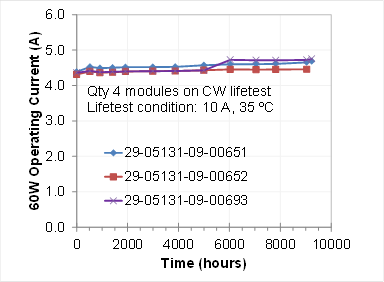 6.0
5.0
4.0
3.0
2.0
1.0
0.0
60W Operating Current (A)
Qty 4 modules on CW lifetest
Lifetest condition: 10 A, 35 ºC
29-05131-09-00651
29-05131-09-00652
29-05131-09-00693
0 2000 4000 6000 8000 10000
Time (hours)